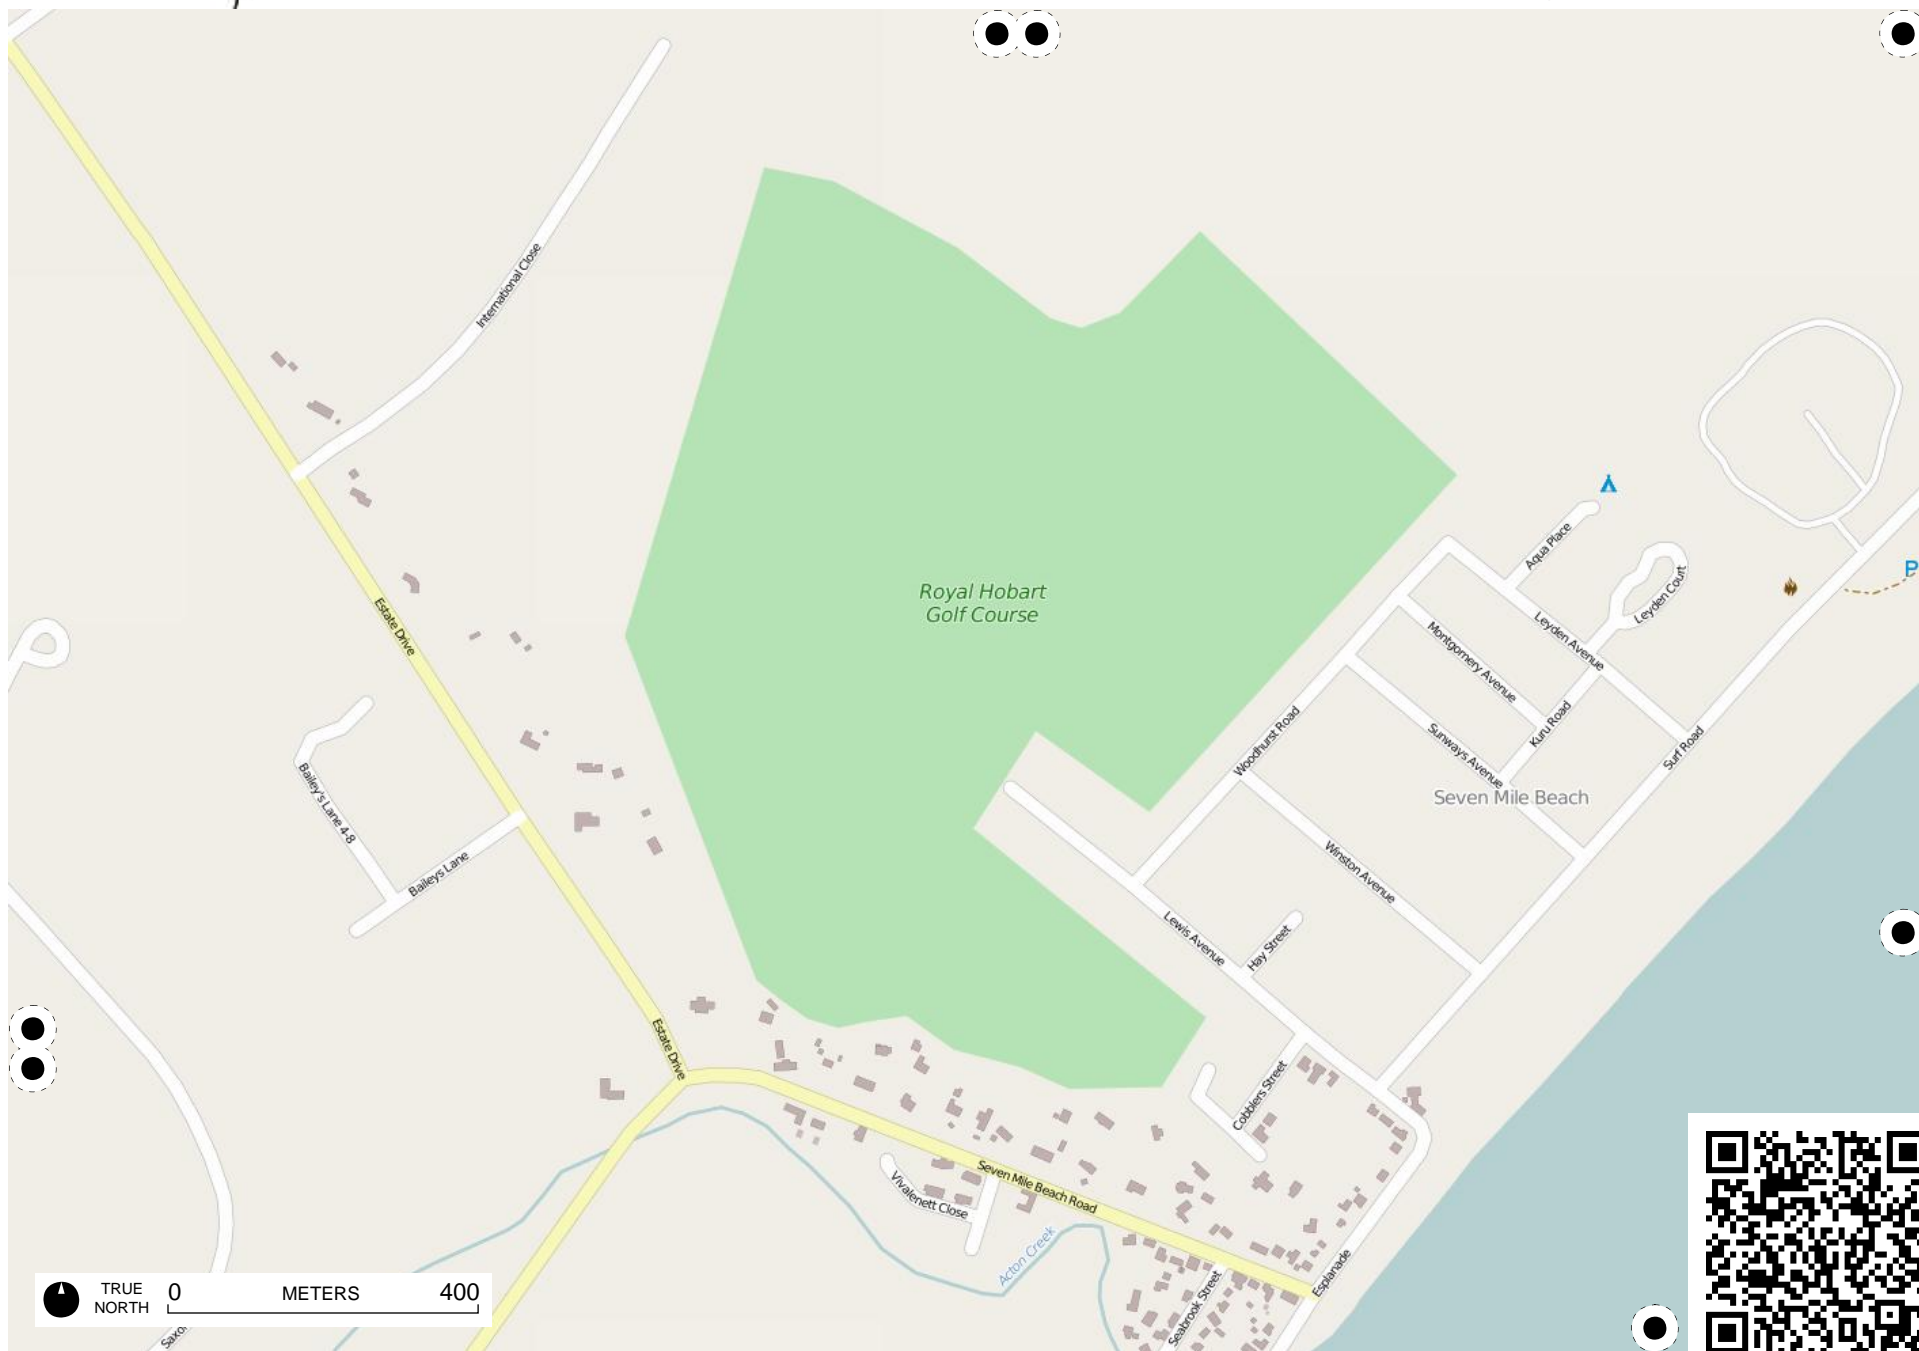 International Close
Estate Drive
Royal Hobart
Golf Course
Aqua Place
Leyden Court
Leyden Avenue
Montgomery Avenue
Kuru Road
Sunways Avenue
Woodhurst Road
Surf Road
P
Seven Mile Beach
Bailey's Lane 4-8
Baileys Lane
Winston Avenue
Lewis Avenue
Hay Street
Estate Drive
Cobblers Street
Vivalenett Close
Seven Mile Beach Road
Acton Creek
Seabrook Street
Esplanade
TRUE
NORTH
0 METERS 400